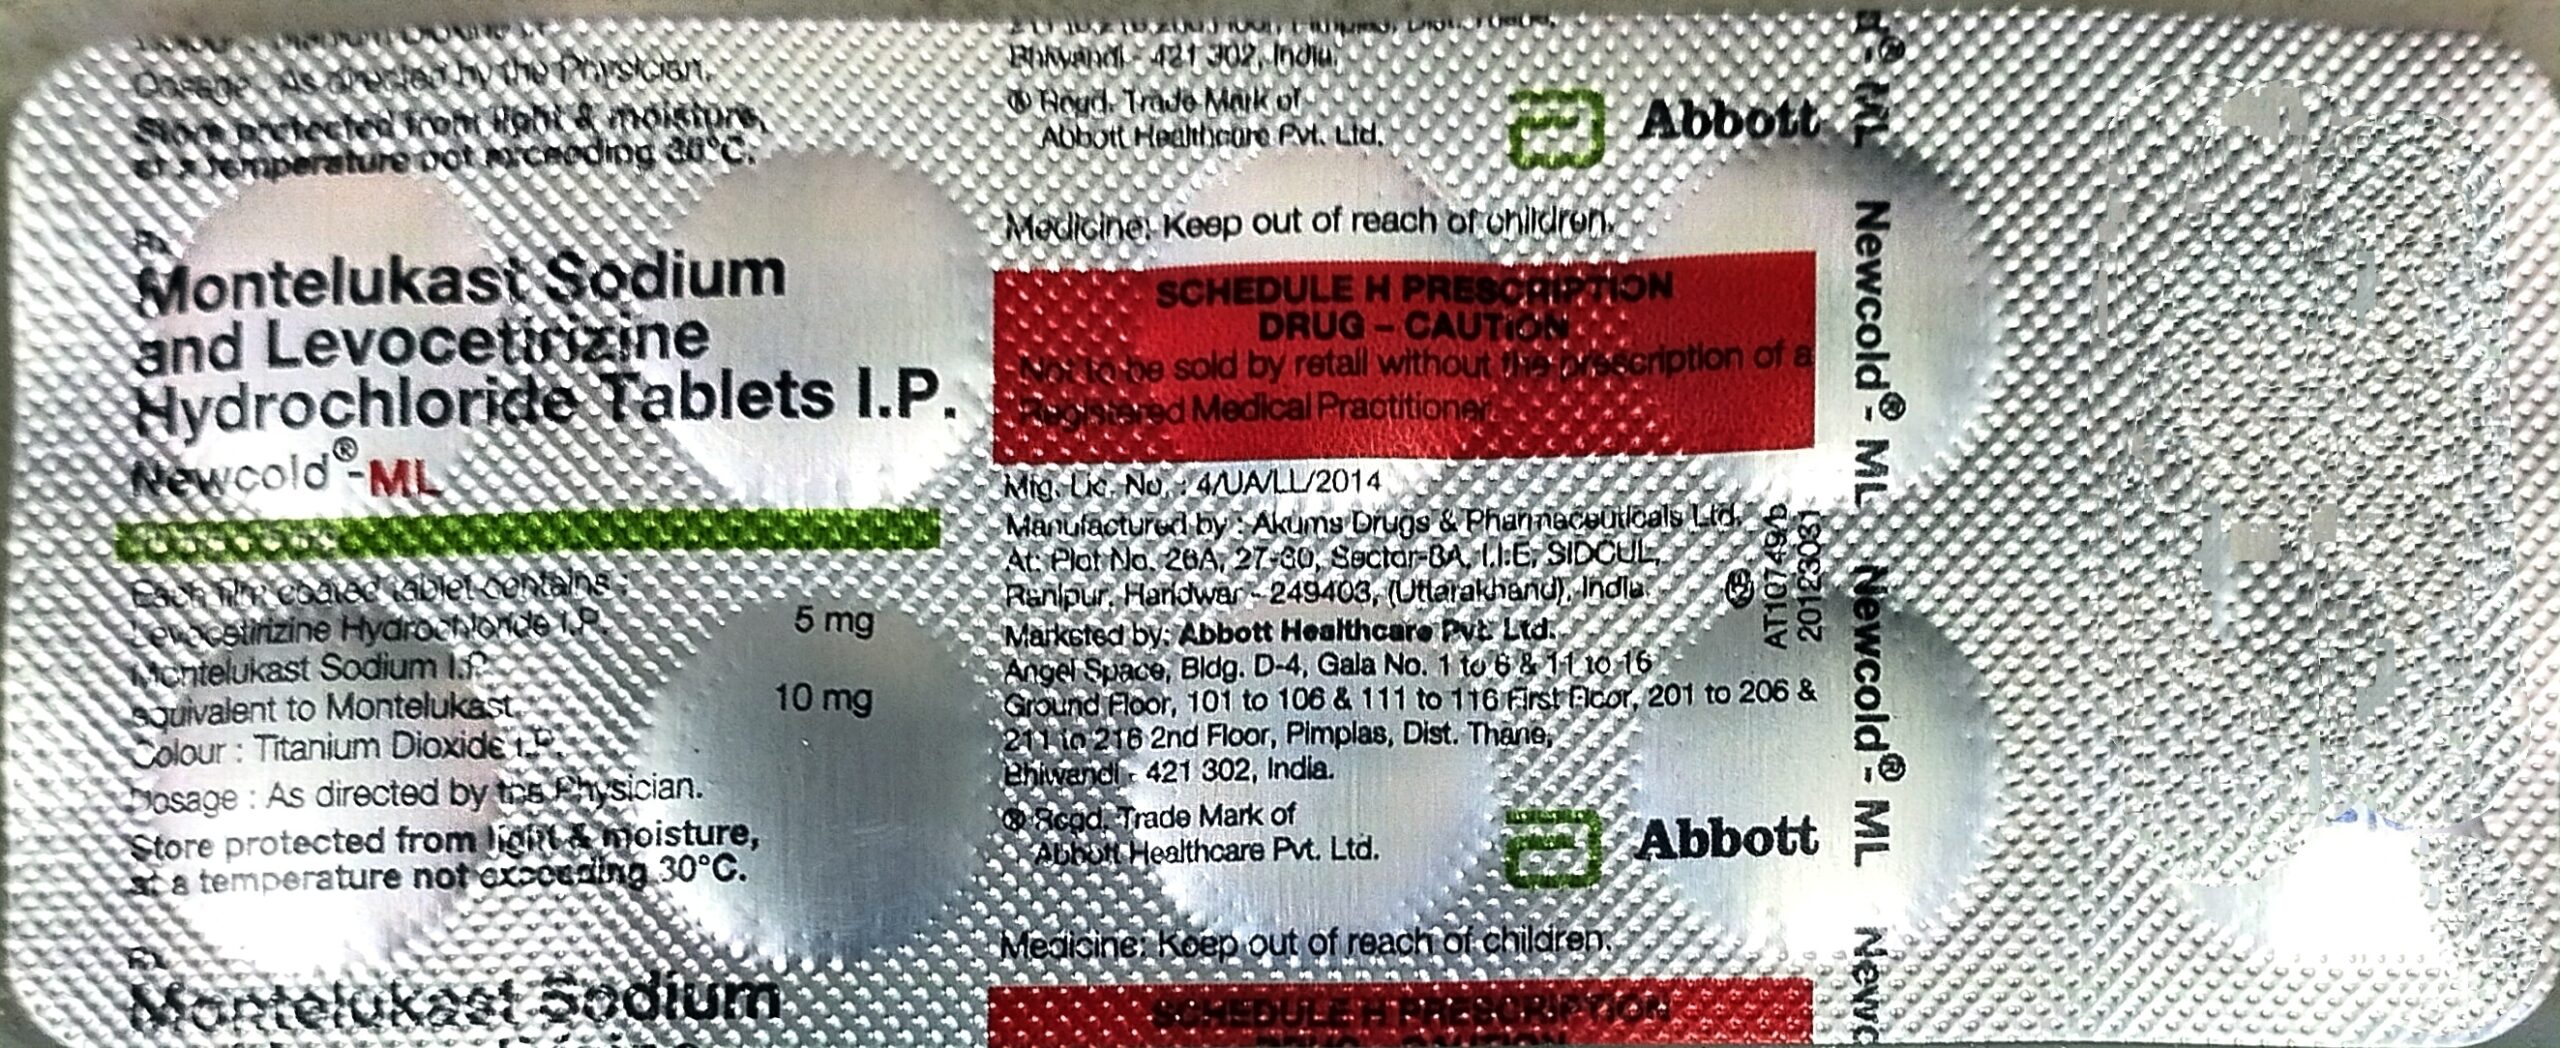 Dosage : As directed by the Physician.
Store protected from light & moisture,
at a temperature not exceeding 30°C.
Rx
Montelukast Sodium
and Levocetirizine
Hydrochloride Tablets I.P.
Newcold®-ML
Each film coated tablet contains :
Levocetirizine Hydrochloride I.P. 5 mg
Montelukast Sodium I.P.
equivalent to Montelukast 10 mg
Colour : Titanium Dioxide I.P.
Dosage : As directed by the Physician.
Store protected from light & moisture,
at a temperature not exceeding 30°C.
Rx
Montelukast Sodium
Bhiwandi - 421 302, India.
® Regd. Trade Mark of
Abbott Healthcare Pvt. Ltd.
Abbott
Medicine: Keep out of reach of children.
SCHEDULE H PRESCRIPTION
DRUG – CAUTION
Not to be sold by retail without the prescription of a
Registered Medical Practitioner
Mfg. Lic. No. : 4/UA/LL/2014
Manufactured by : Akums Drugs & Pharmaceuticals Ltd.
At: Plot No. 26A, 27-30, Sector-8A, I.I.E, SIDCUL,
Ranipur, Haridwar - 249403, (Uttarakhand), India.
Marketed by: Abbott Healthcare Pvt. Ltd.
Angel Space, Bldg. D-4, Gala No. 1 to 6 & 11 to 16
Ground Floor, 101 to 106 & 111 to 116 First Floor, 201 to 206 &
211 to 216 2nd Floor, Pimplas, Dist. Thane,
Bhiwandi - 421 302, India.
® Regd. Trade Mark of
Abbott Healthcare Pvt. Ltd.
Abbott
Medicine: Keep out of reach of children.
SCHEDULE H PRESCRIPTION
DRUG – CAUTION
AT10749/b
20123081
® - ML
Newcold® - ML
Newcold® - ML